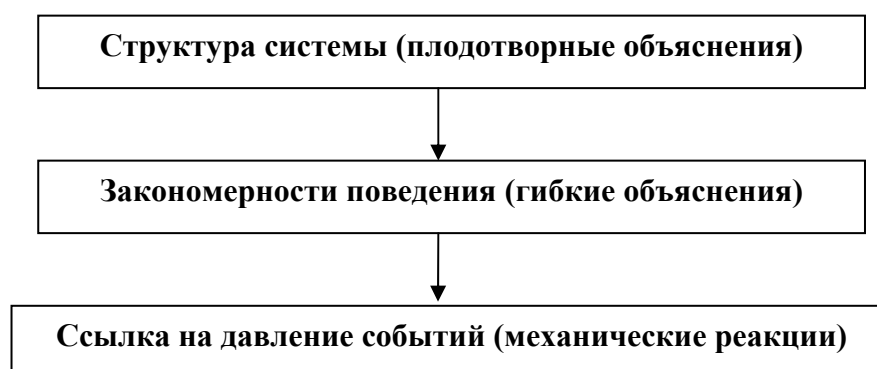 Структура системы (плодотворные объяснения)
Закономерности поведения (гибкие объяснения)
Ссылка на давление событий (механические реакции)